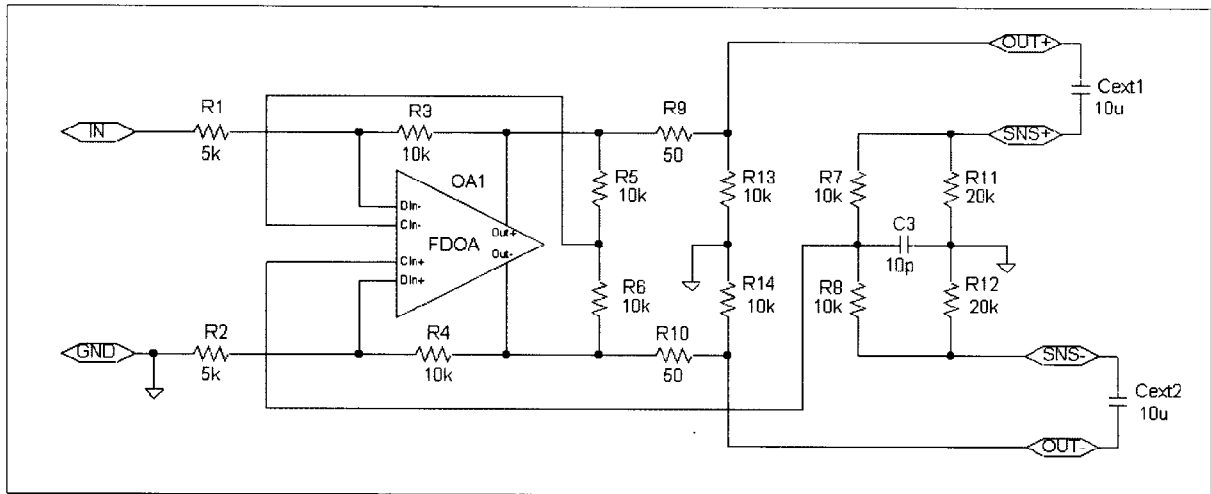 OUT+
Cext1
10u
R1
R3
R9
IN
SNS+
5k
10k
50
OA1
R5
10k
R13
10k
R7
10k
R11
20k
DIn-
CIn-
Out+
C3
FDOA
Out-
10p
CIn+
DIn+
R6
10k
R14
10k
R8
10k
R12
20k
R2
R4
R10
GND
SNS-
5k
10k
50
Cext2
10u
OUT-